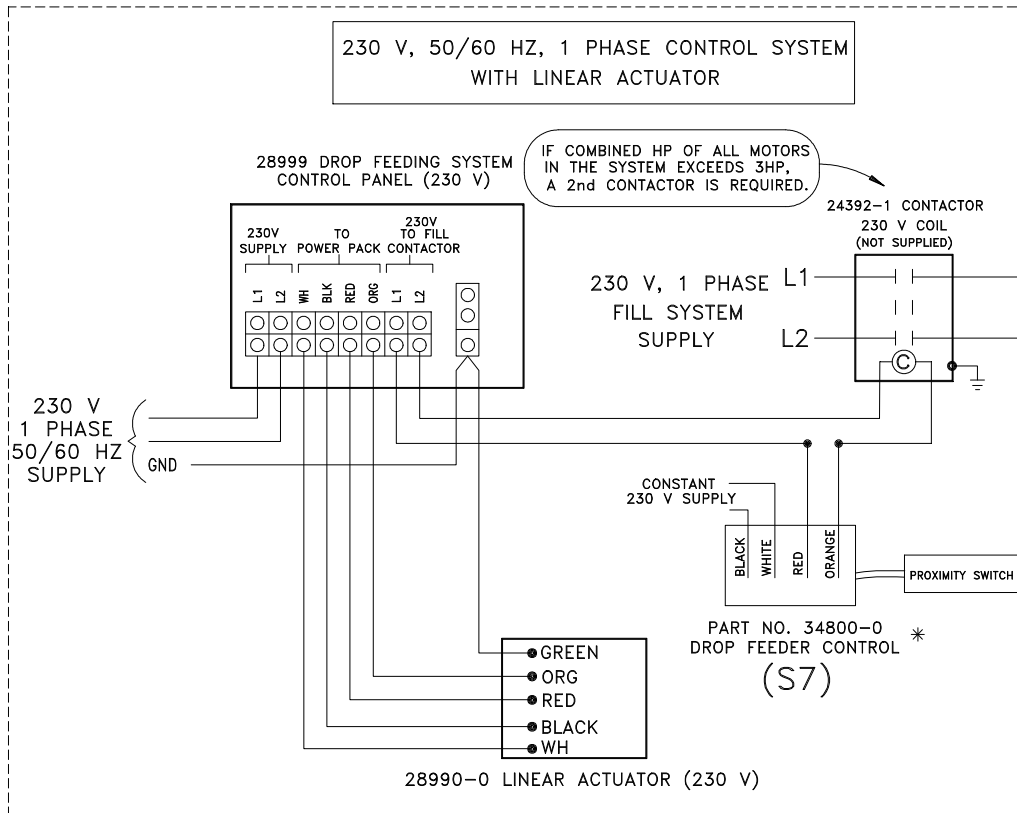 230 V, 50/60 HZ, 1 PHASE CONTROL SYSTEM
WITH LINEAR ACTUATOR
IF COMBINED HP OF ALL MOTORS
IN THE SYSTEM EXCEEDS 3HP,
A 2nd CONTACTOR IS REQUIRED.
28999 DROP FEEDING SYSTEM
CONTROL PANEL (230 V)
24392-1 CONTACTOR
230 V COIL
(NOT SUPPLIED)
230V
SUPPLY
TO
POWER PACK
230V
TO FILL
CONTACTOR
L1
L2
WH
BLK
RED
ORG
L1
L2
230 V, 1 PHASE
FILL SYSTEM
SUPPLY
L1
L2
C
230 V
1 PHASE
50/60 HZ
SUPPLY
GND
CONSTANT
230 V SUPPLY
BLACK
WHITE
RED
ORANGE
PROXIMITY SWITCH
PART NO. 34800-0
DROP FEEDER CONTROL *
(S7)
GREEN
ORG
RED
BLACK
WH
28990-0 LINEAR ACTUATOR (230 V)